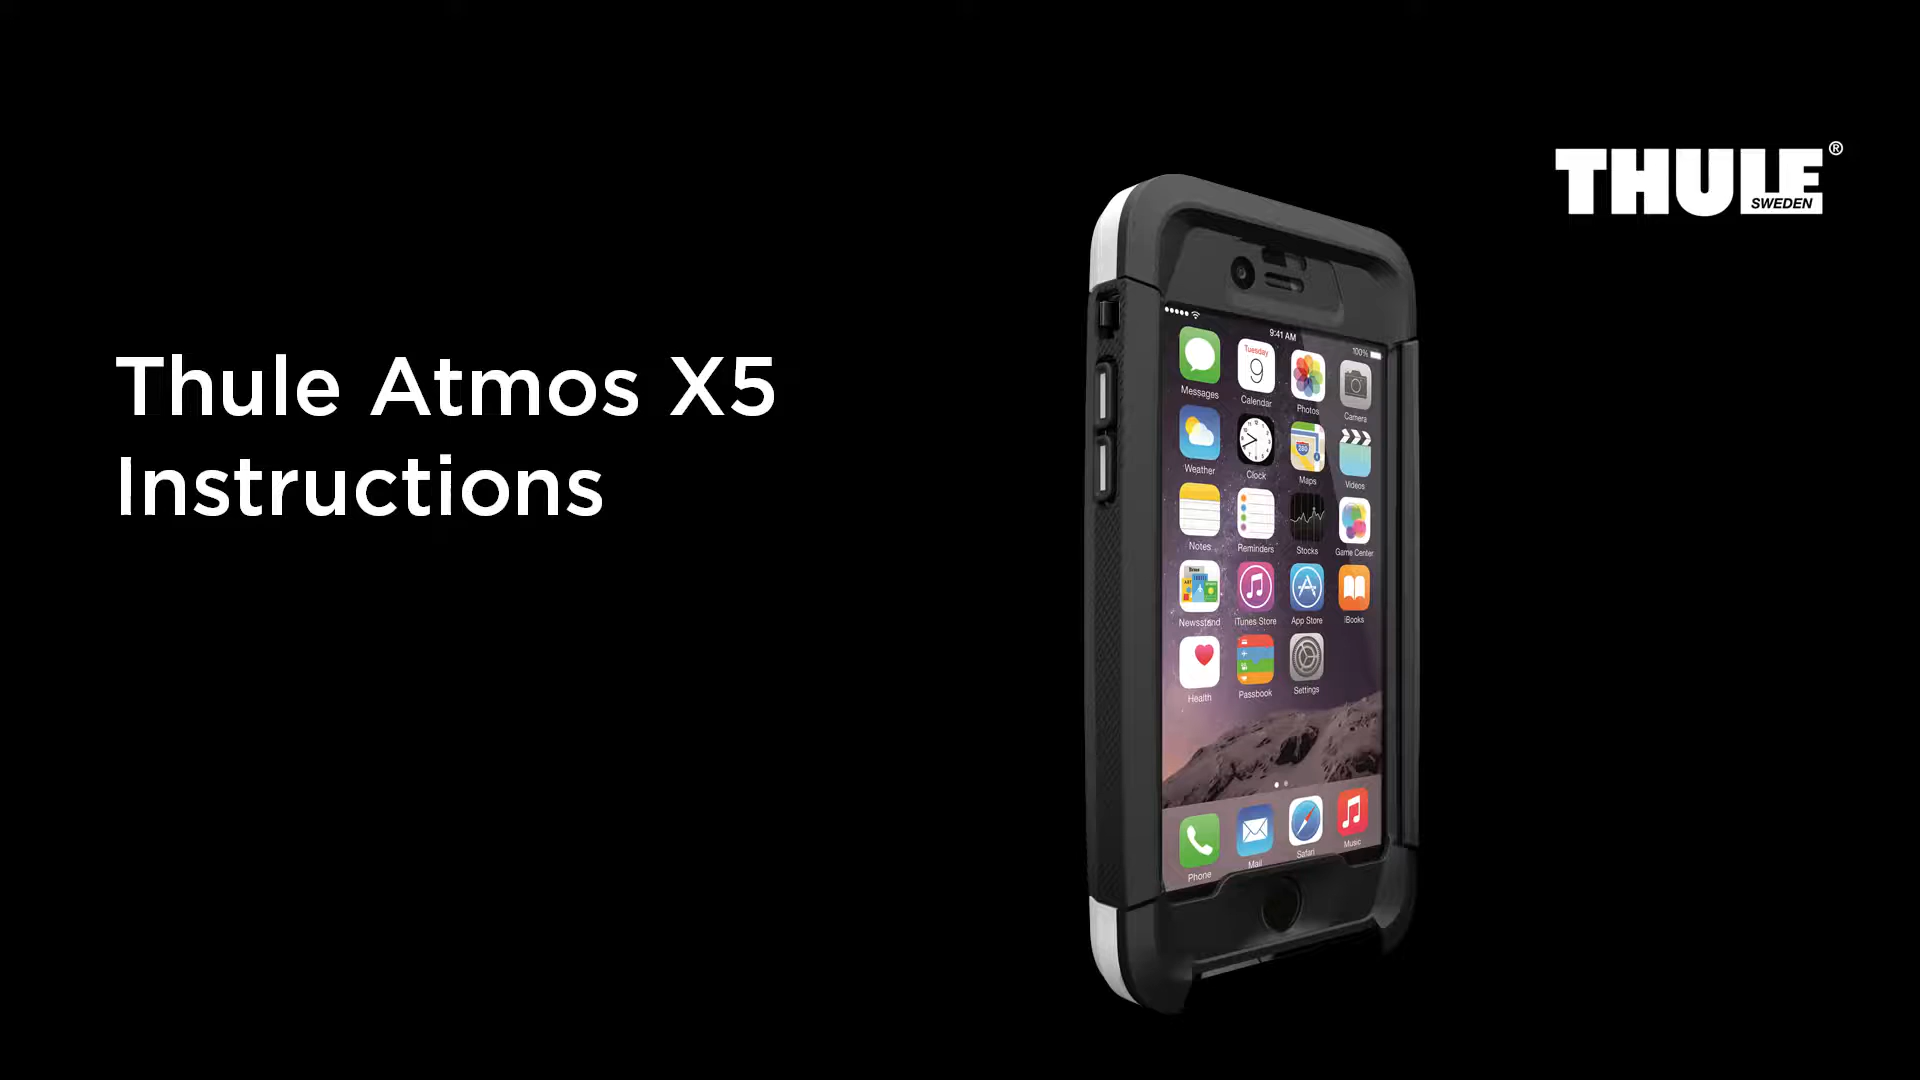 Thule Atmos X5
Instructions
THULE®
SWEDEN
9:41 AM
100%
Tuesday
9
Messages
Calendar
Photos
Camera
Weather
Clock
Maps
Videos
280
Notes
Reminders
Stocks
Game Center
Newsstand
iTunes Store
App Store
iBooks
Health
Passbook
Settings
Phone
Mail
Safari
Music